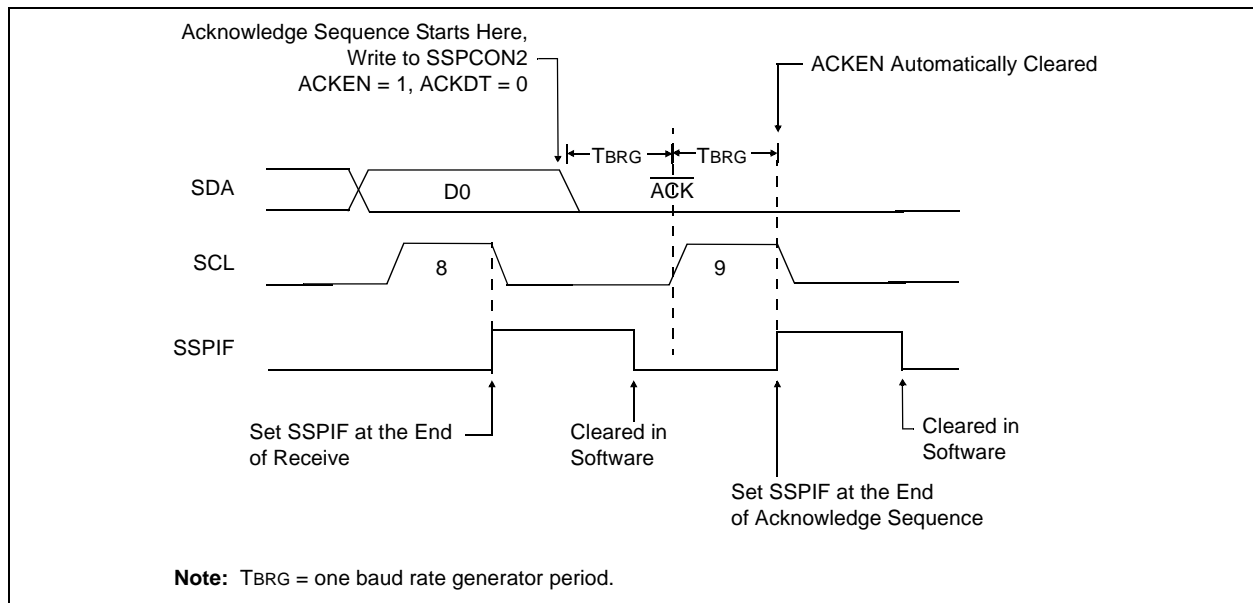 Acknowledge Sequence Starts Here,
Write to SSPCON2
ACKEN = 1, ACKDT = 0
ACKEN Automatically Cleared
TBRG
TBRG
SDA
D0
ACK
SCL
8
9
SSPIF
Set SSPIF at the End
of Receive
Cleared in
Software
Set SSPIF at the End
of Acknowledge Sequence
Cleared in
Software
Note: TBRG = one baud rate generator period.